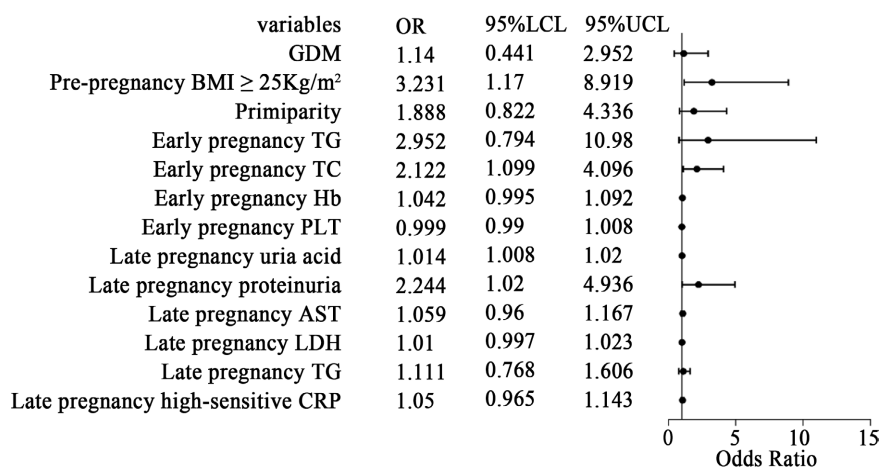 variables OR 95%LCL 95%UCL
GDM 1.14 0.441 2.952
Pre-pregnancy BMI ≥ 25Kg/m² 3.231 1.17 8.919
Primiparity 1.888 0.822 4.336
Early pregnancy TG 2.952 0.794 10.98
Early pregnancy TC 2.122 1.099 4.096
Early pregnancy Hb 1.042 0.995 1.092
Early pregnancy PLT 0.999 0.99 1.008
Late pregnancy uria acid 1.014 1.008 1.02
Late pregnancy proteinuria 2.244 1.02 4.936
Late pregnancy AST 1.059 0.96 1.167
Late pregnancy LDH 1.01 0.997 1.023
Late pregnancy TG 1.111 0.768 1.606
Late pregnancy high-sensitive CRP 1.05 0.965 1.143
0 5 10 15
Odds Ratio